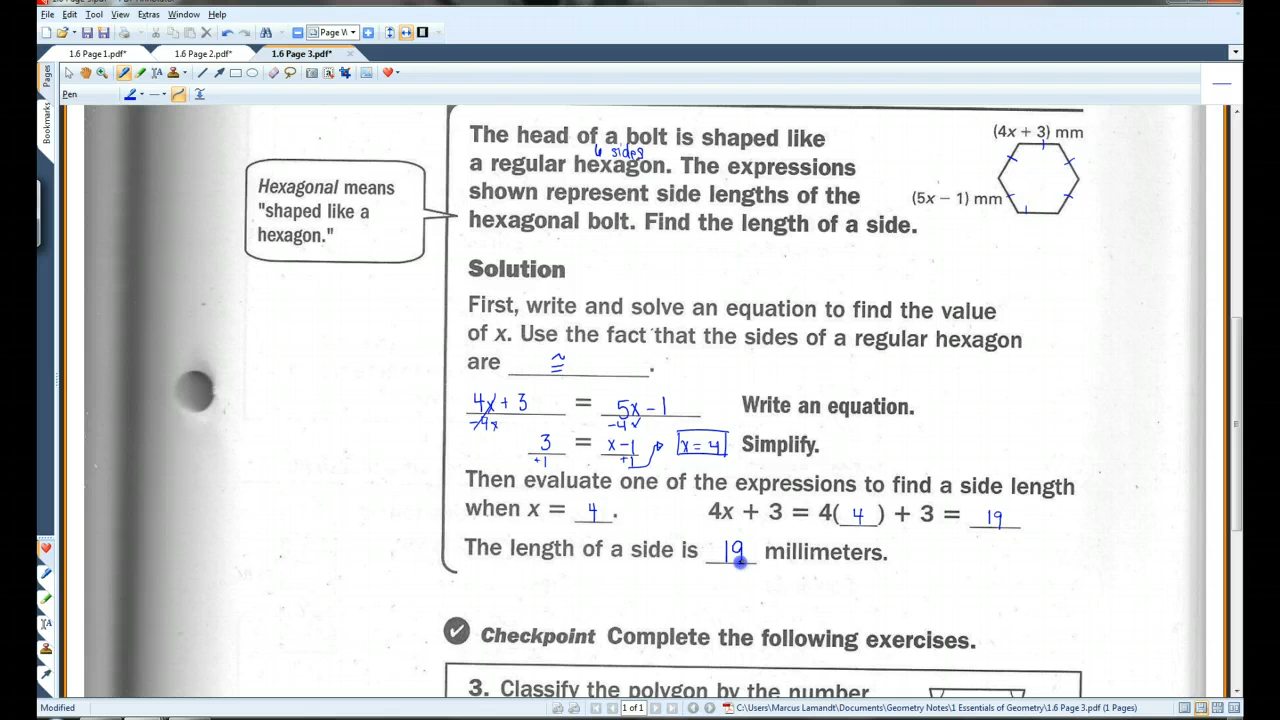 File Edit Tool View Extras Window Help
Page W
1.6 Page 1.pdf* 1.6 Page 2.pdf* 1.6 Page 3.pdf*
Pen
Pages
Bookmarks
The head of a bolt is shaped like
6 sides
a regular hexagon. The expressions
shown represent side lengths of the
hexagonal bolt. Find the length of a side.
(4x + 3) mm
(5x − 1) mm
Hexagonal means
"shaped like a
hexagon."
Solution
First, write and solve an equation to find the value
of x. Use the fact that the sides of a regular hexagon
are ≅.
4x + 3 = 5x − 1 Write an equation.
−4x −4x
3 = x − 1 x = 4 Simplify.
+1 +1
Then evaluate one of the expressions to find a side length
when x = 4. 4x + 3 = 4(4) + 3 = 19
The length of a side is 19 millimeters.
Checkpoint Complete the following exercises.
3. Classify the polygon by the number
Modified
1 of 1
C:\Users\Marcus Lamandt\Documents\Geometry Notes\1 Essentials of Geometry\1.6 Page 3.pdf (1 Pages)